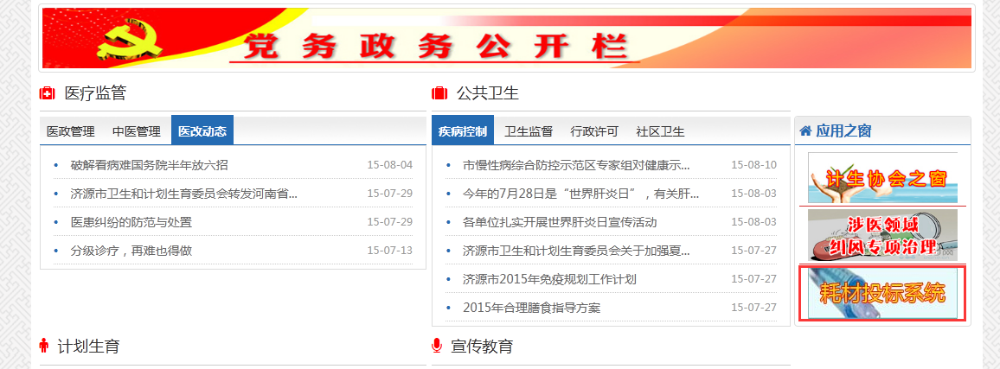 党务政务公开栏
医疗监管
医政管理 中医管理 医改动态
破解看病难国务院半年放六招 15-08-04
济源市卫生和计划生育委员会转发河南省... 15-07-29
医患纠纷的防范与处置 15-07-29
分级诊疗，再难也得做 15-07-13
公共卫生
疾病控制 卫生监督 行政许可 社区卫生
市慢性病综合防控示范区专家组对健康示... 15-08-10
今年的7月28日是“世界肝炎日”，有关肝... 15-08-03
各单位扎实开展世界肝炎日宣传活动 15-08-03
济源市卫生和计划生育委员会关于加强夏... 15-07-27
济源市2015年免疫规划工作计划 15-07-27
2015年合理膳食指导方案 15-07-27
应用之窗
计生协会之窗
涉医领域
纠风专项治理
耗材投标系统
计划生育
宣传教育